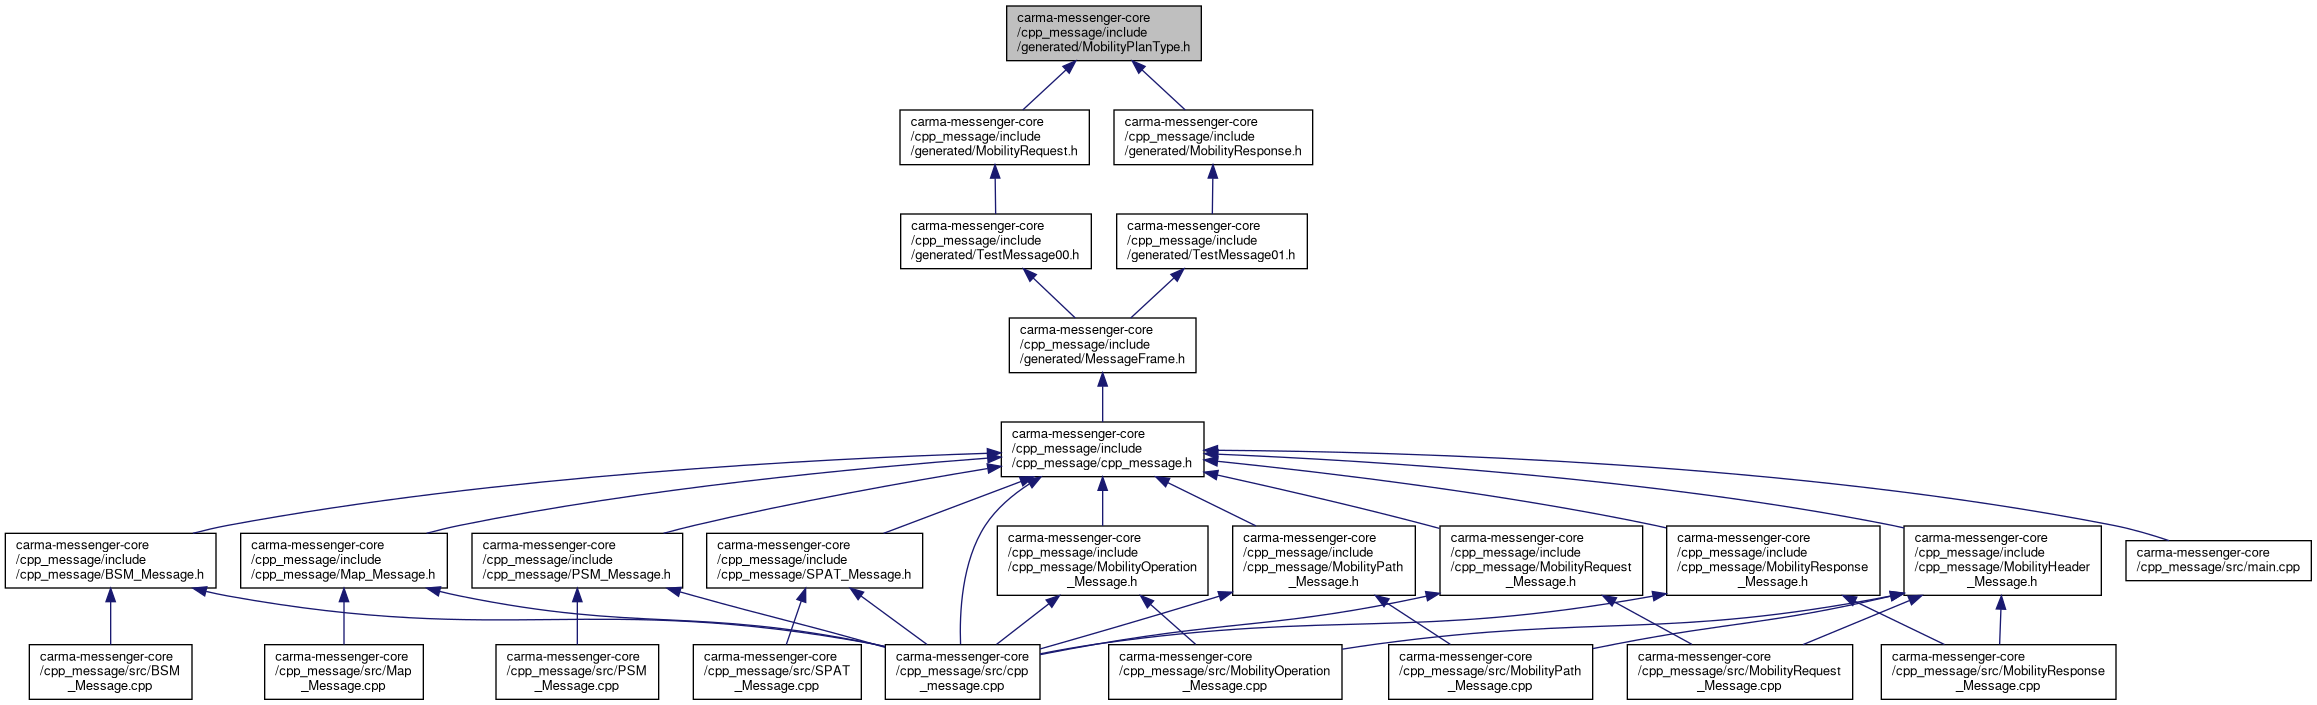 carma-messenger-core
/cpp_message/include
/generated/MobilityPlanType.h
carma-messenger-core
/cpp_message/include
/generated/MobilityRequest.h
carma-messenger-core
/cpp_message/include
/generated/MobilityResponse.h
carma-messenger-core
/cpp_message/include
/generated/TestMessage00.h
carma-messenger-core
/cpp_message/include
/generated/TestMessage01.h
carma-messenger-core
/cpp_message/include
/generated/MessageFrame.h
carma-messenger-core
/cpp_message/include
/cpp_message/cpp_message.h
carma-messenger-core
/cpp_message/include
/cpp_message/BSM_Message.h
carma-messenger-core
/cpp_message/include
/cpp_message/Map_Message.h
carma-messenger-core
/cpp_message/include
/cpp_message/PSM_Message.h
carma-messenger-core
/cpp_message/include
/cpp_message/SPAT_Message.h
carma-messenger-core
/cpp_message/include
/cpp_message/MobilityOperation
_Message.h
carma-messenger-core
/cpp_message/include
/cpp_message/MobilityPath
_Message.h
carma-messenger-core
/cpp_message/include
/cpp_message/MobilityRequest
_Message.h
carma-messenger-core
/cpp_message/include
/cpp_message/MobilityResponse
_Message.h
carma-messenger-core
/cpp_message/include
/cpp_message/MobilityHeader
_Message.h
carma-messenger-core
/cpp_message/src/main.cpp
carma-messenger-core
/cpp_message/src/BSM
_Message.cpp
carma-messenger-core
/cpp_message/src/Map
_Message.cpp
carma-messenger-core
/cpp_message/src/PSM
_Message.cpp
carma-messenger-core
/cpp_message/src/SPAT
_Message.cpp
carma-messenger-core
/cpp_message/src/cpp
_message.cpp
carma-messenger-core
/cpp_message/src/MobilityOperation
_Message.cpp
carma-messenger-core
/cpp_message/src/MobilityPath
_Message.cpp
carma-messenger-core
/cpp_message/src/MobilityRequest
_Message.cpp
carma-messenger-core
/cpp_message/src/MobilityResponse
_Message.cpp